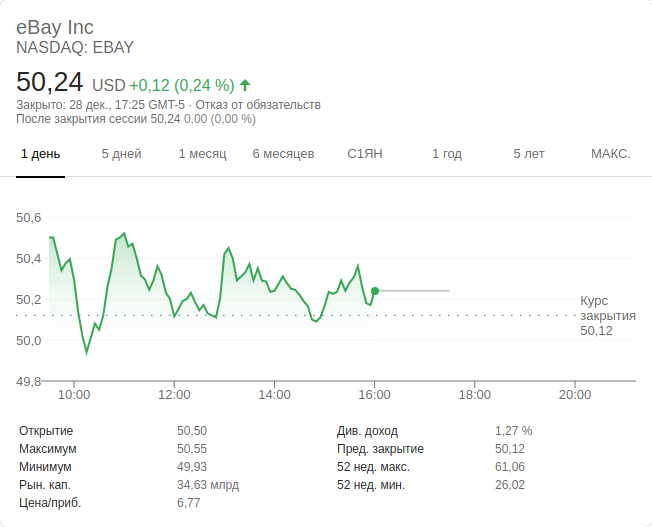 eBay Inc
NASDAQ: EBAY
50,24 USD +0,12 (0,24 %)
Закрыто: 28 дек., 17:25 GMT-5 · Отказ от обязательств
После закрытия сессии 50,24 0,00 (0,00 %)
1 день 5 дней 1 месяц 6 месяцев С1ЯН 1 год 5 лет МАКС.
50,6
50,4
50,2
50,0
49,8
Курс
закрытия
50,12
10:00 12:00 14:00 16:00 18:00 20:00
Открытие 50,50 Див. доход 1,27 %
Максимум 50,55 Пред. закрытие 50,12
Минимум 49,93 52 нед. макс. 61,06
Рын. кап. 34,63 млрд 52 нед. мин. 26,02
Цена/приб. 6,77